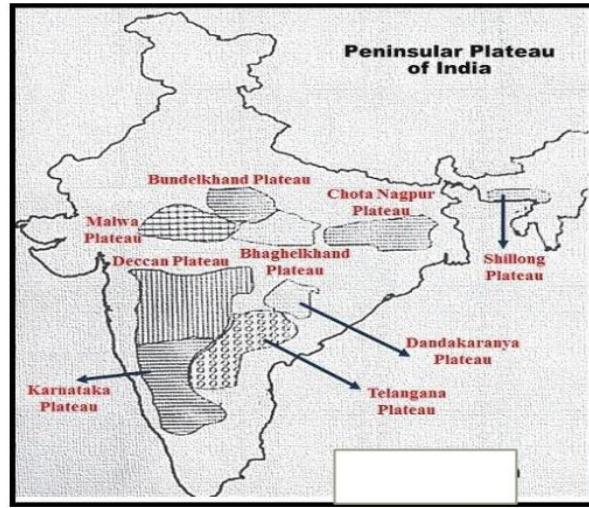 Peninsular Plateau
of India
Bundelkhand Plateau
Chota Nagpur
Plateau
Malwa
Plateau
Bhaghelkhand
Plateau
Shillong
Plateau
Deccan Plateau
Dandakaranya
Plateau
Karnataka
Plateau
Telangana
Plateau